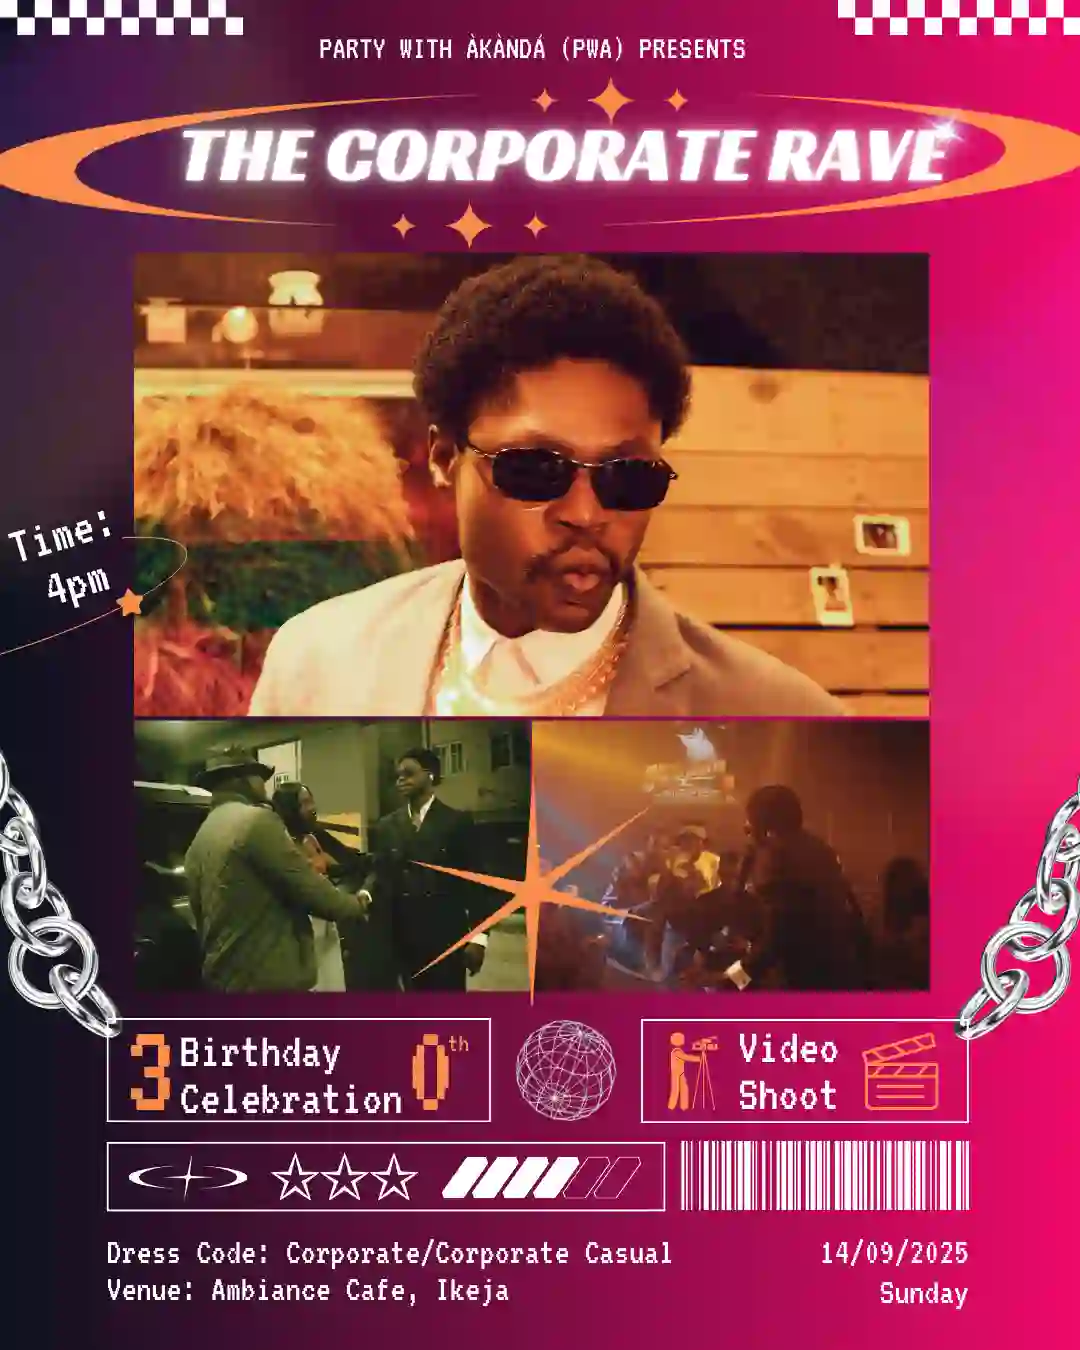 PARTY WITH ÀKÀNDÁ (PWA) PRESENTS
THE CORPORATE RAVE
Time:
4pm
3 Birthday 0th
Celebration
Video
Shoot
Dress Code: Corporate/Corporate Casual
Venue: Ambiance Cafe, Ikeja
14/09/2025
Sunday